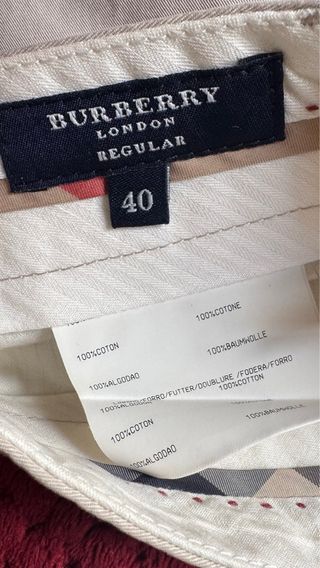 BURBERRY
LONDON
REGULAR
40
100%COTON 100%COTONE
100%ALGODAO 100%BAUMWOLLE
FORRO/FUTTER/DOUBLURE /FODERA/FORRO
100%COTON 100%COTTON
100%ALGODAO 100%BAUMWOLLE